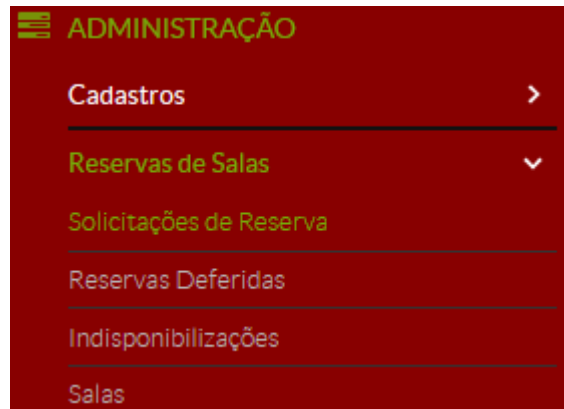 ADMINISTRAÇÃO
Cadastros
Reservas de Salas
Solicitações de Reserva
Reservas Deferidas
Indisponibilizações
Salas